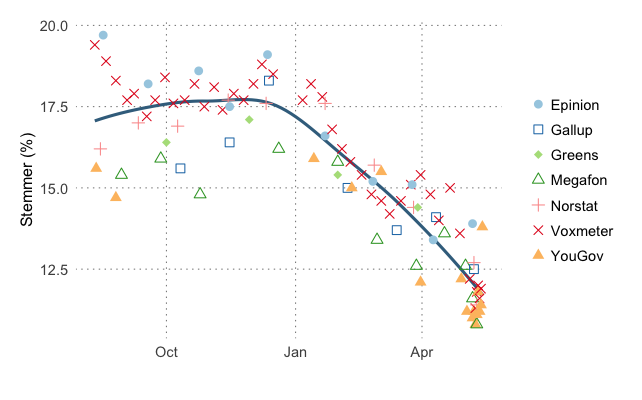 20.0
17.5
15.0
12.5
Stemmer (%)
Oct
Jan
Apr
Epinion
Gallup
Greens
Megafon
Norstat
Voxmeter
YouGov